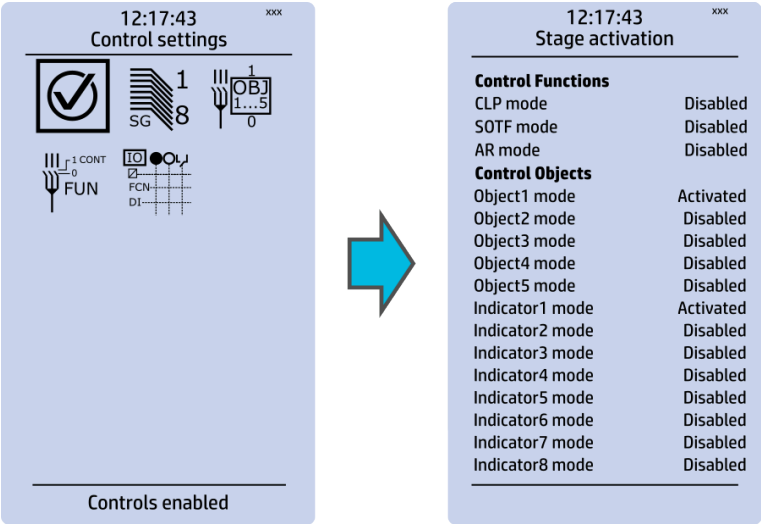 12:17:43 xxx
Control settings
SG 1 8
1
OBJ
1...5
0
1 CONT
0
FUN
IO
FCN
DI
Controls enabled
12:17:43 xxx
Stage activation
Control Functions
CLP mode Disabled
SOTF mode Disabled
AR mode Disabled
Control Objects
Object1 mode Activated
Object2 mode Disabled
Object3 mode Disabled
Object4 mode Disabled
Object5 mode Disabled
Indicator1 mode Activated
Indicator2 mode Disabled
Indicator3 mode Disabled
Indicator4 mode Disabled
Indicator5 mode Disabled
Indicator6 mode Disabled
Indicator7 mode Disabled
Indicator8 mode Disabled